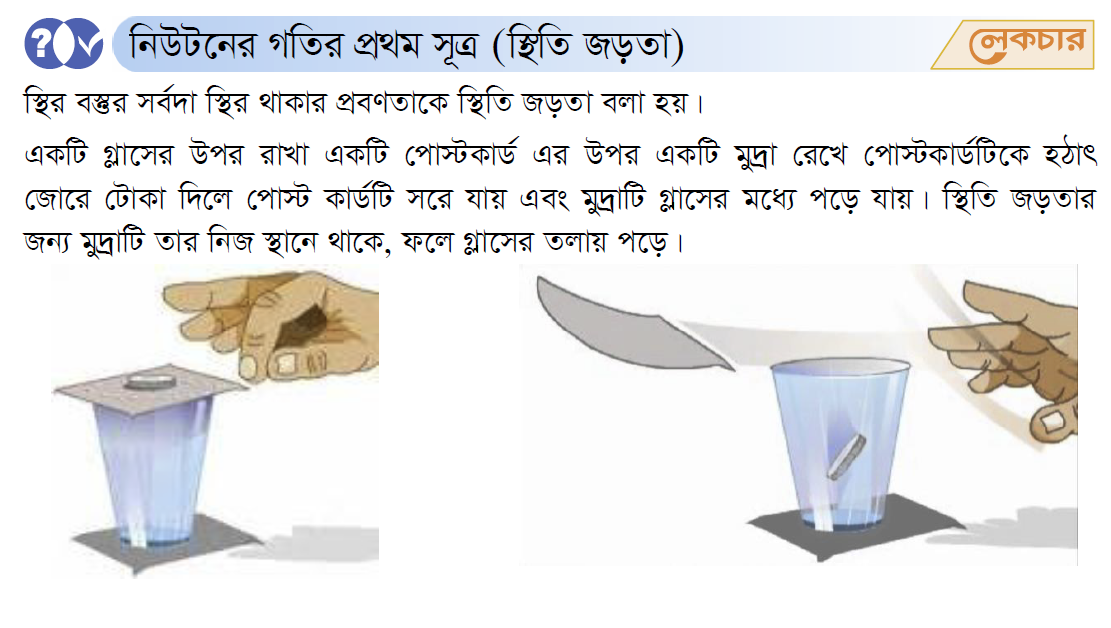 নিউটনের গতির প্রথম সূত্র (স্থিতি জড়তা)
লেকচার
স্থির বস্তুর সর্বদা স্থির থাকার প্রবণতাকে স্থিতি জড়তা বলা হয়।
একটি গ্লাসের উপর রাখা একটি পোস্টকার্ড এর উপর একটি মুদ্রা রেখে পোস্টকার্ডটিকে হঠাৎ
জোরে টোকা দিলে পোস্ট কার্ডটি সরে যায় এবং মুদ্রাটি গ্লাসের মধ্যে পড়ে যায়। স্থিতি জড়তার
জন্য মুদ্রাটি তার নিজ স্থানে থাকে, ফলে গ্লাসের তলায় পড়ে।